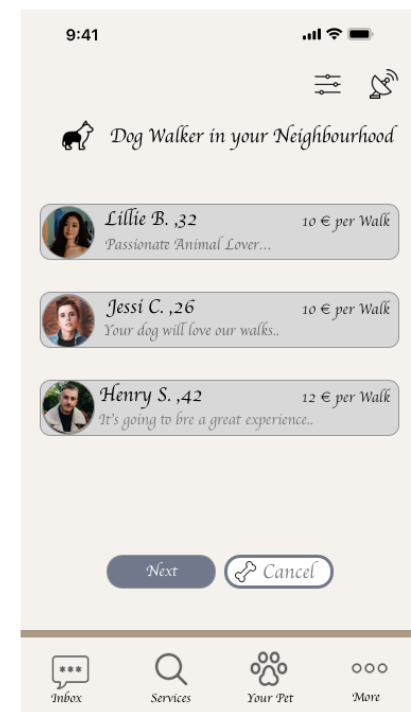 9:41
Dog Walker in your Neighbourhood
Lillie B. ,32
10 € per Walk
Passionate Animal Lover...
Jessi C. ,26
10 € per Walk
Your dog will love our walks..
Henry S. ,42
12 € per Walk
It's going to bre a great experience..
Next
Cancel
Inbox
Services
Your Pet
More